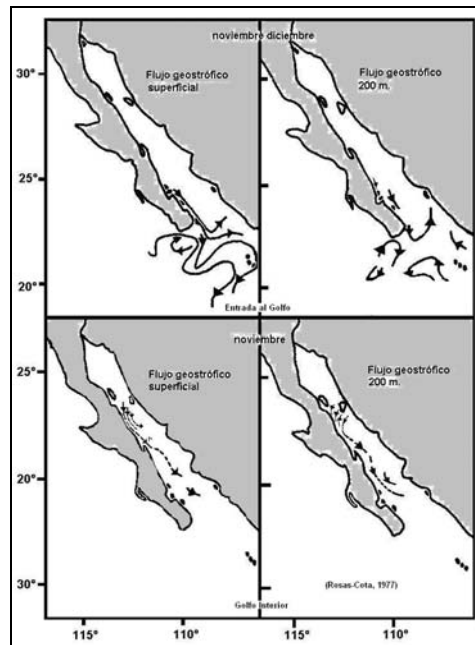 noviembre diciembre
Flujo geostrófico
superficial
Flujo geostrófico
200 m.
30°
25°
20°
Entrada al Golfo
noviembre
Flujo geostrófico
superficial
Flujo geostrófico
200 m.
25°
20°
30°
(Rosas-Cota, 1977)
Golfo Interior
115°
110°
115°
110°